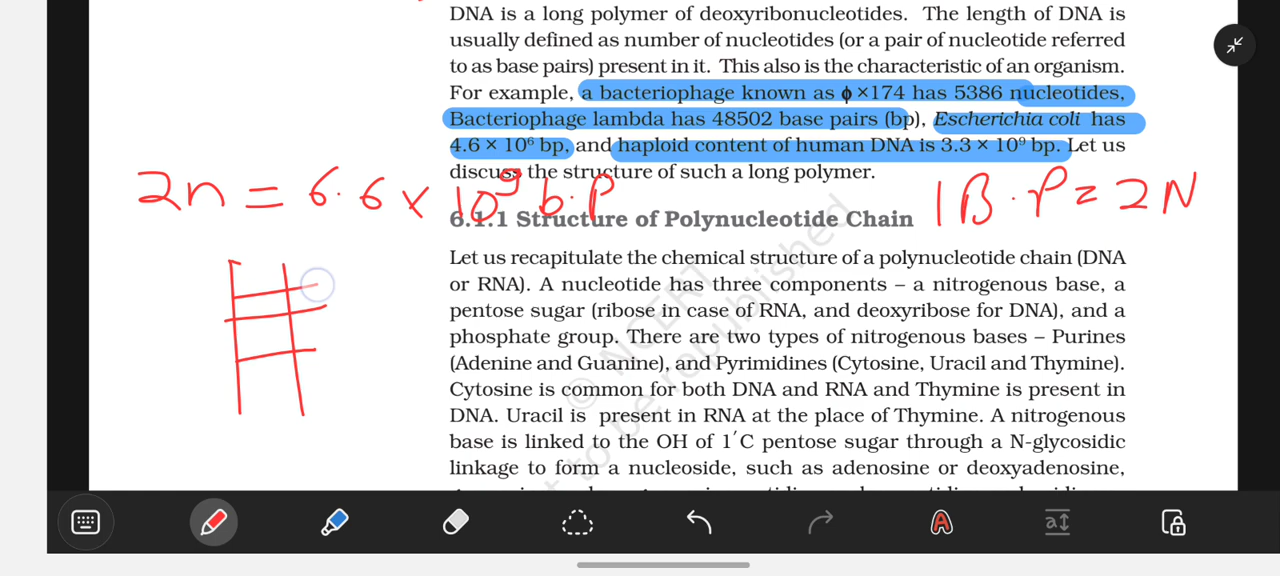 DNA is a long polymer of deoxyribonucleotides. The length of DNA is
usually defined as number of nucleotides (or a pair of nucleotide referred
to as base pairs) present in it. This also is the characteristic of an organism.
For example, a bacteriophage known as ϕ ×174 has 5386 nucleotides,
Bacteriophage lambda has 48502 base pairs (bp), Escherichia coli has
4.6 × 10⁶ bp, and haploid content of human DNA is 3.3 × 10⁹ bp. Let us
discuss the structure of such a long polymer.
2n = 6.6 × 10⁹ b.P
1 B.P = 2N
6.1.1 Structure of Polynucleotide Chain
Let us recapitulate the chemical structure of a polynucleotide chain (DNA
or RNA). A nucleotide has three components – a nitrogenous base, a
pentose sugar (ribose in case of RNA, and deoxyribose for DNA), and a
phosphate group. There are two types of nitrogenous bases – Purines
(Adenine and Guanine), and Pyrimidines (Cytosine, Uracil and Thymine).
Cytosine is common for both DNA and RNA and Thymine is present in
DNA. Uracil is present in RNA at the place of Thymine. A nitrogenous
base is linked to the OH of 1′C pentose sugar through a N-glycosidic
linkage to form a nucleoside, such as adenosine or deoxyadenosine,
© NCERT
be republished
A
a